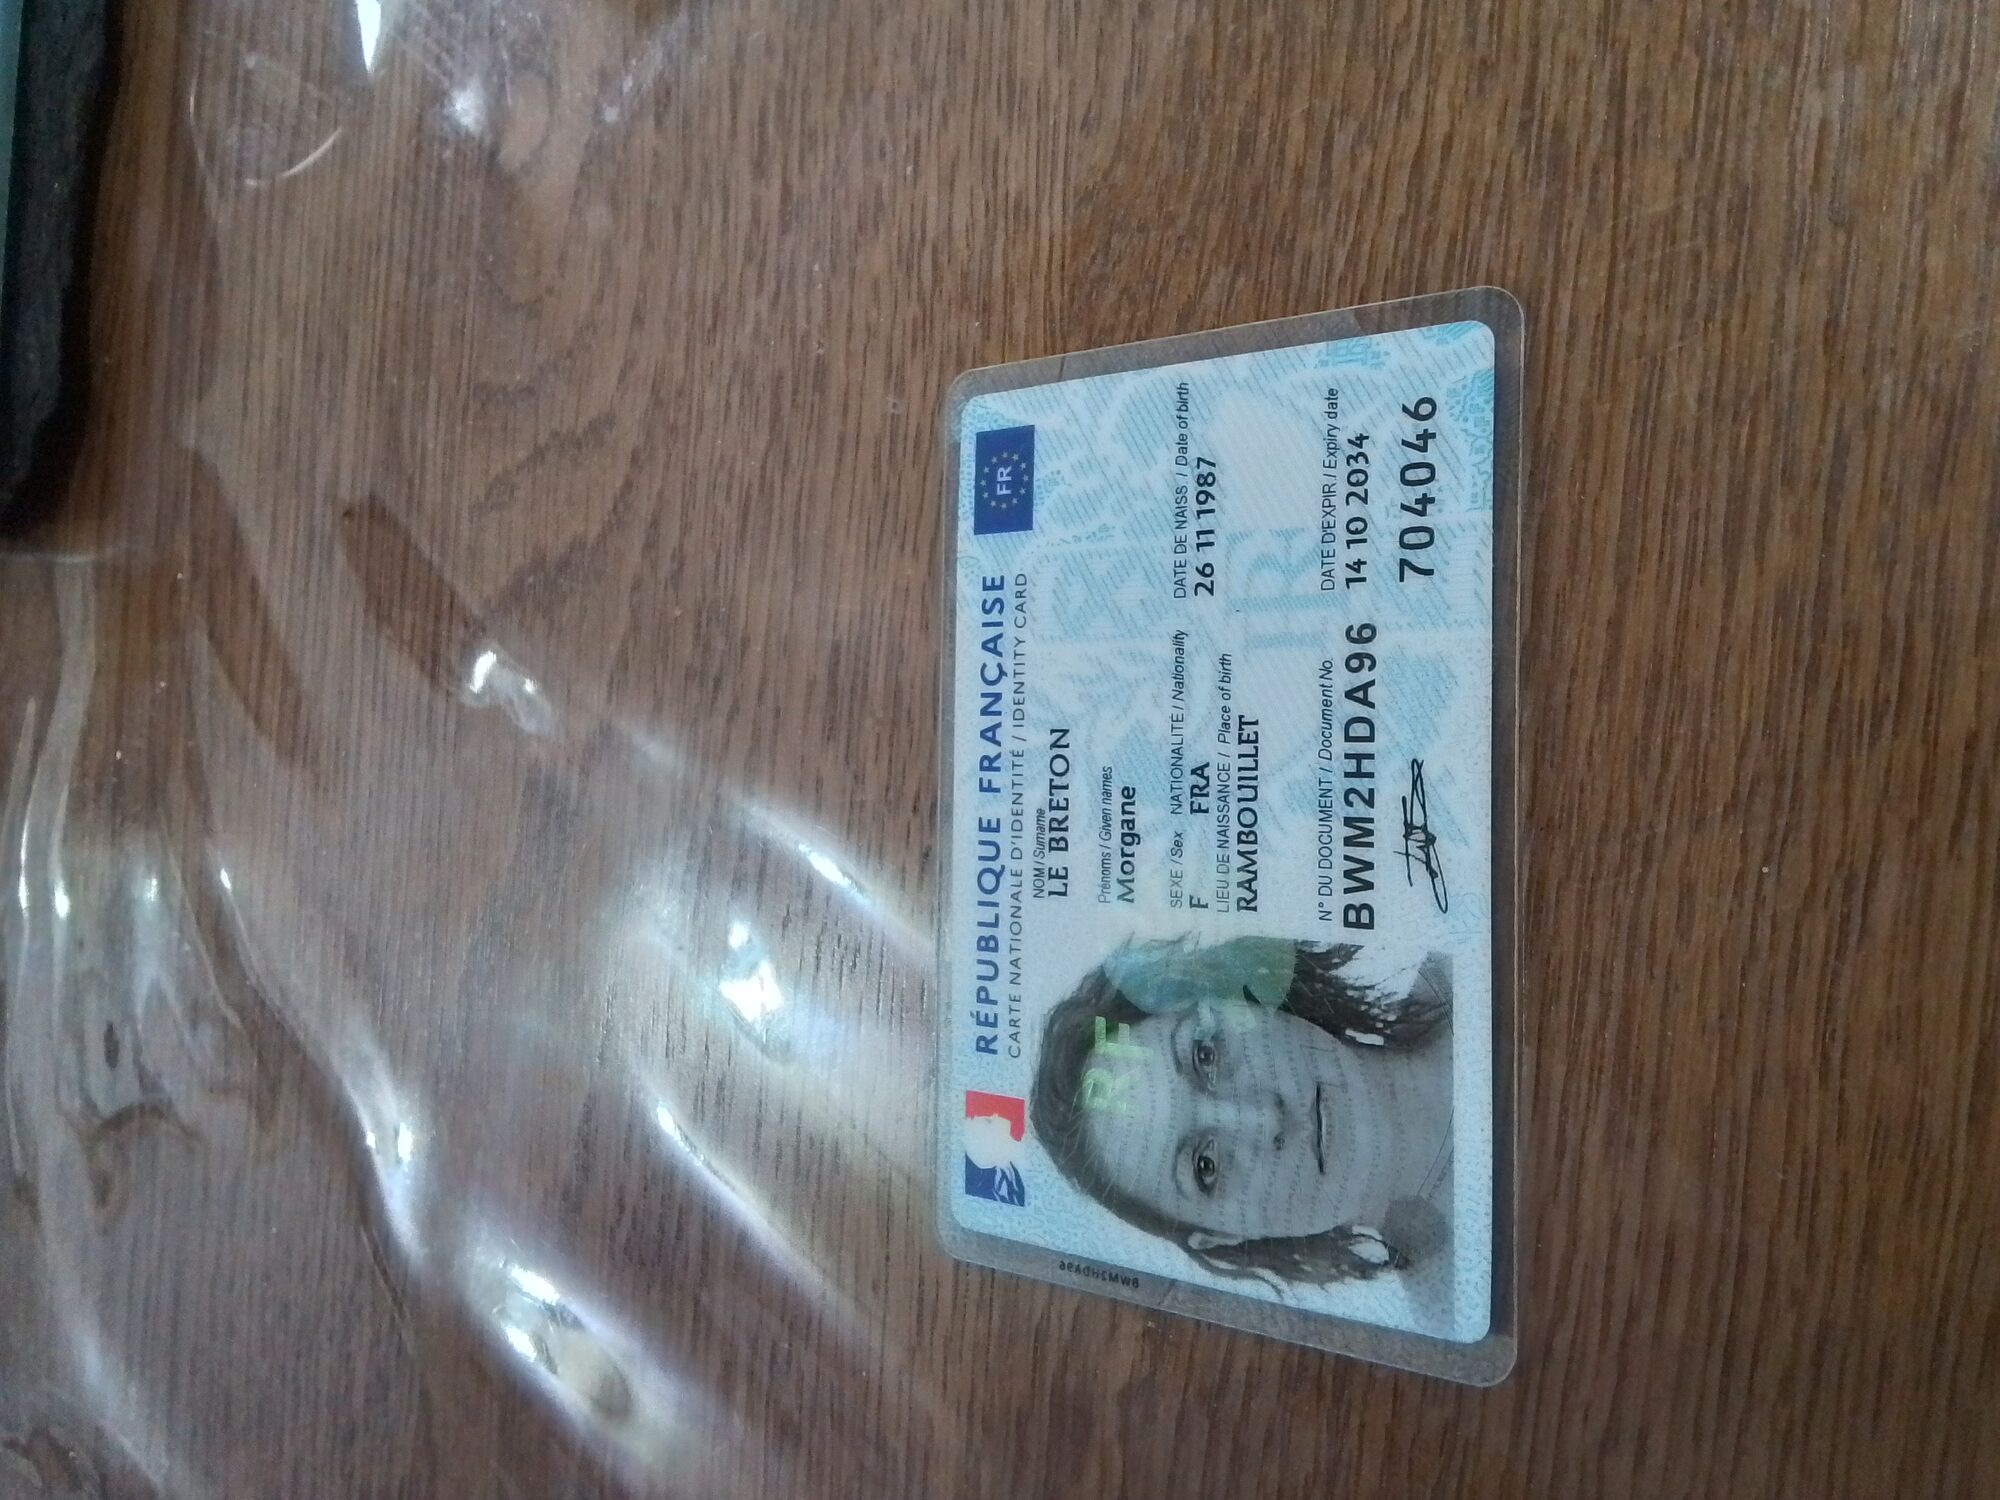 RÉPUBLIQUE FRANÇAISE
FR
CARTE NATIONALE D'IDENTITÉ / IDENTITY CARD
NOM / Surname
LE BRETON
Prénoms / Given names
Morgane
SEXE / Sex NATIONALITÉ / Nationality DATE DE NAISS / Date of birth
F FRA 26 11 1987
LIEU DE NAISSANCE / Place of birth
RAMBOUILLET
N° DU DOCUMENT / Document No. DATE D'EXPIR / Expiry date
BWM2HDA96 14 10 2034
704046
RF
BWM2HDA96